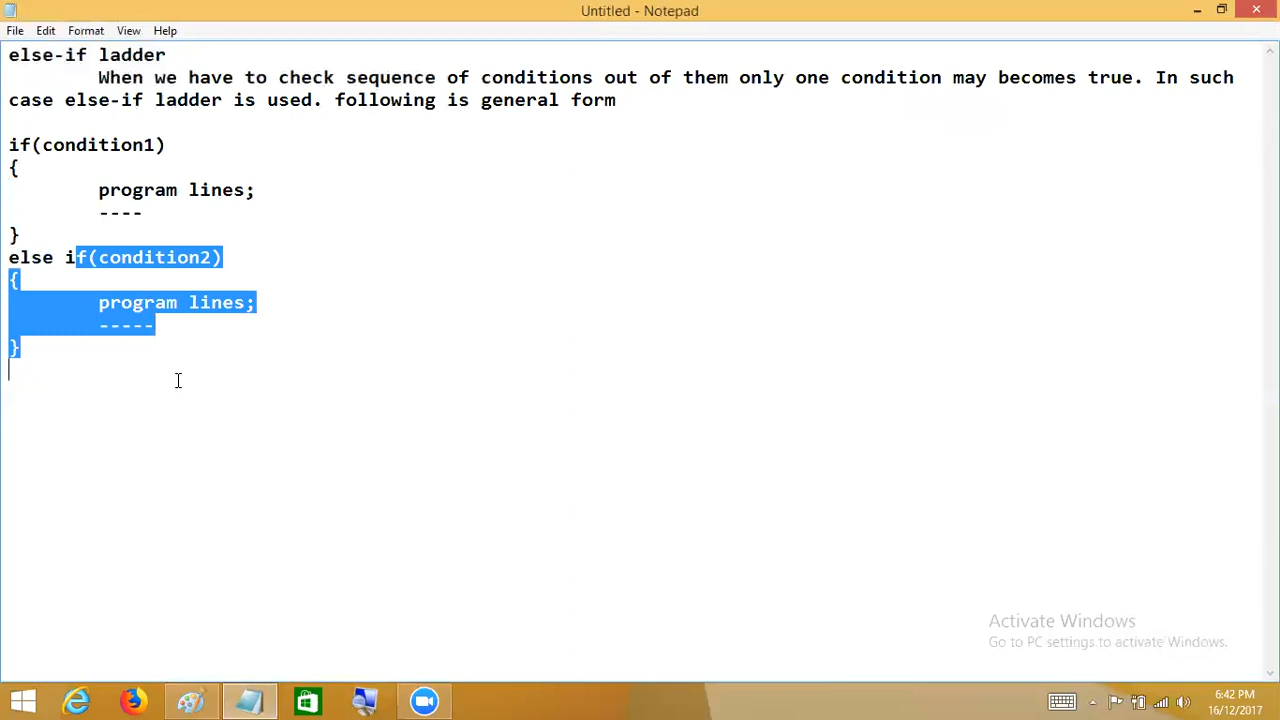 Untitled - Notepad
File Edit Format View Help
else-if ladder
When we have to check sequence of conditions out of them only one condition may becomes true. In such
case else-if ladder is used. following is general form
if(condition1)
{
program lines;
----
}
else if(condition2)
{
program lines;
-----
}
Activate Windows
Go to PC settings to activate Windows.
6:42 PM
16/12/2017